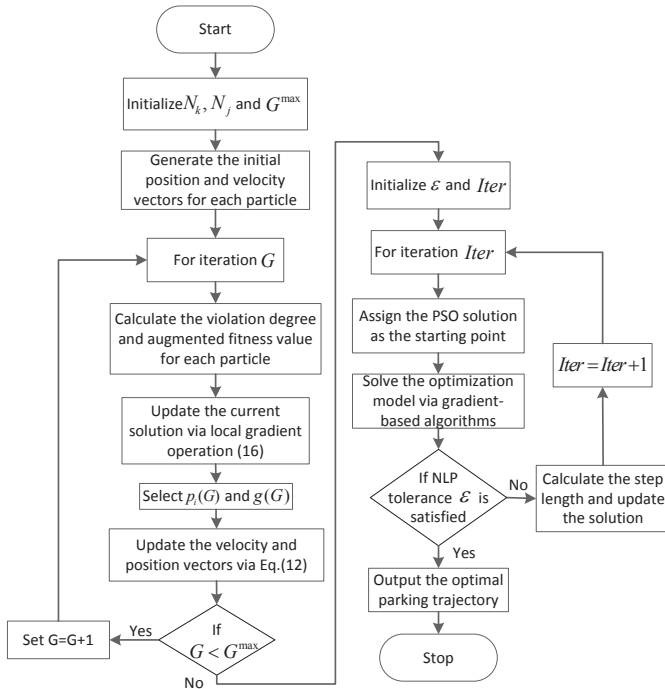 Start
Initialize N_k, N_j and G^max
Generate the initial
position and velocity
vectors for each particle
For iteration G
Calculate the violation degree
and augmented fitness value
for each particle
Update the current
solution via local gradient
operation (16)
Select p_i(G) and g(G)
Update the velocity and
position vectors via Eq.(12)
If
G < G^max
Yes
Set G=G+1
No
Initialize ε and Iter
For iteration Iter
Assign the PSO solution
as the starting point
Solve the optimization
model via gradient-
based algorithms
If NLP
tolerance ε is
satisfied
No
Calculate the step
length and update
the solution
Iter = Iter+1
Yes
Output the optimal
parking trajectory
Stop